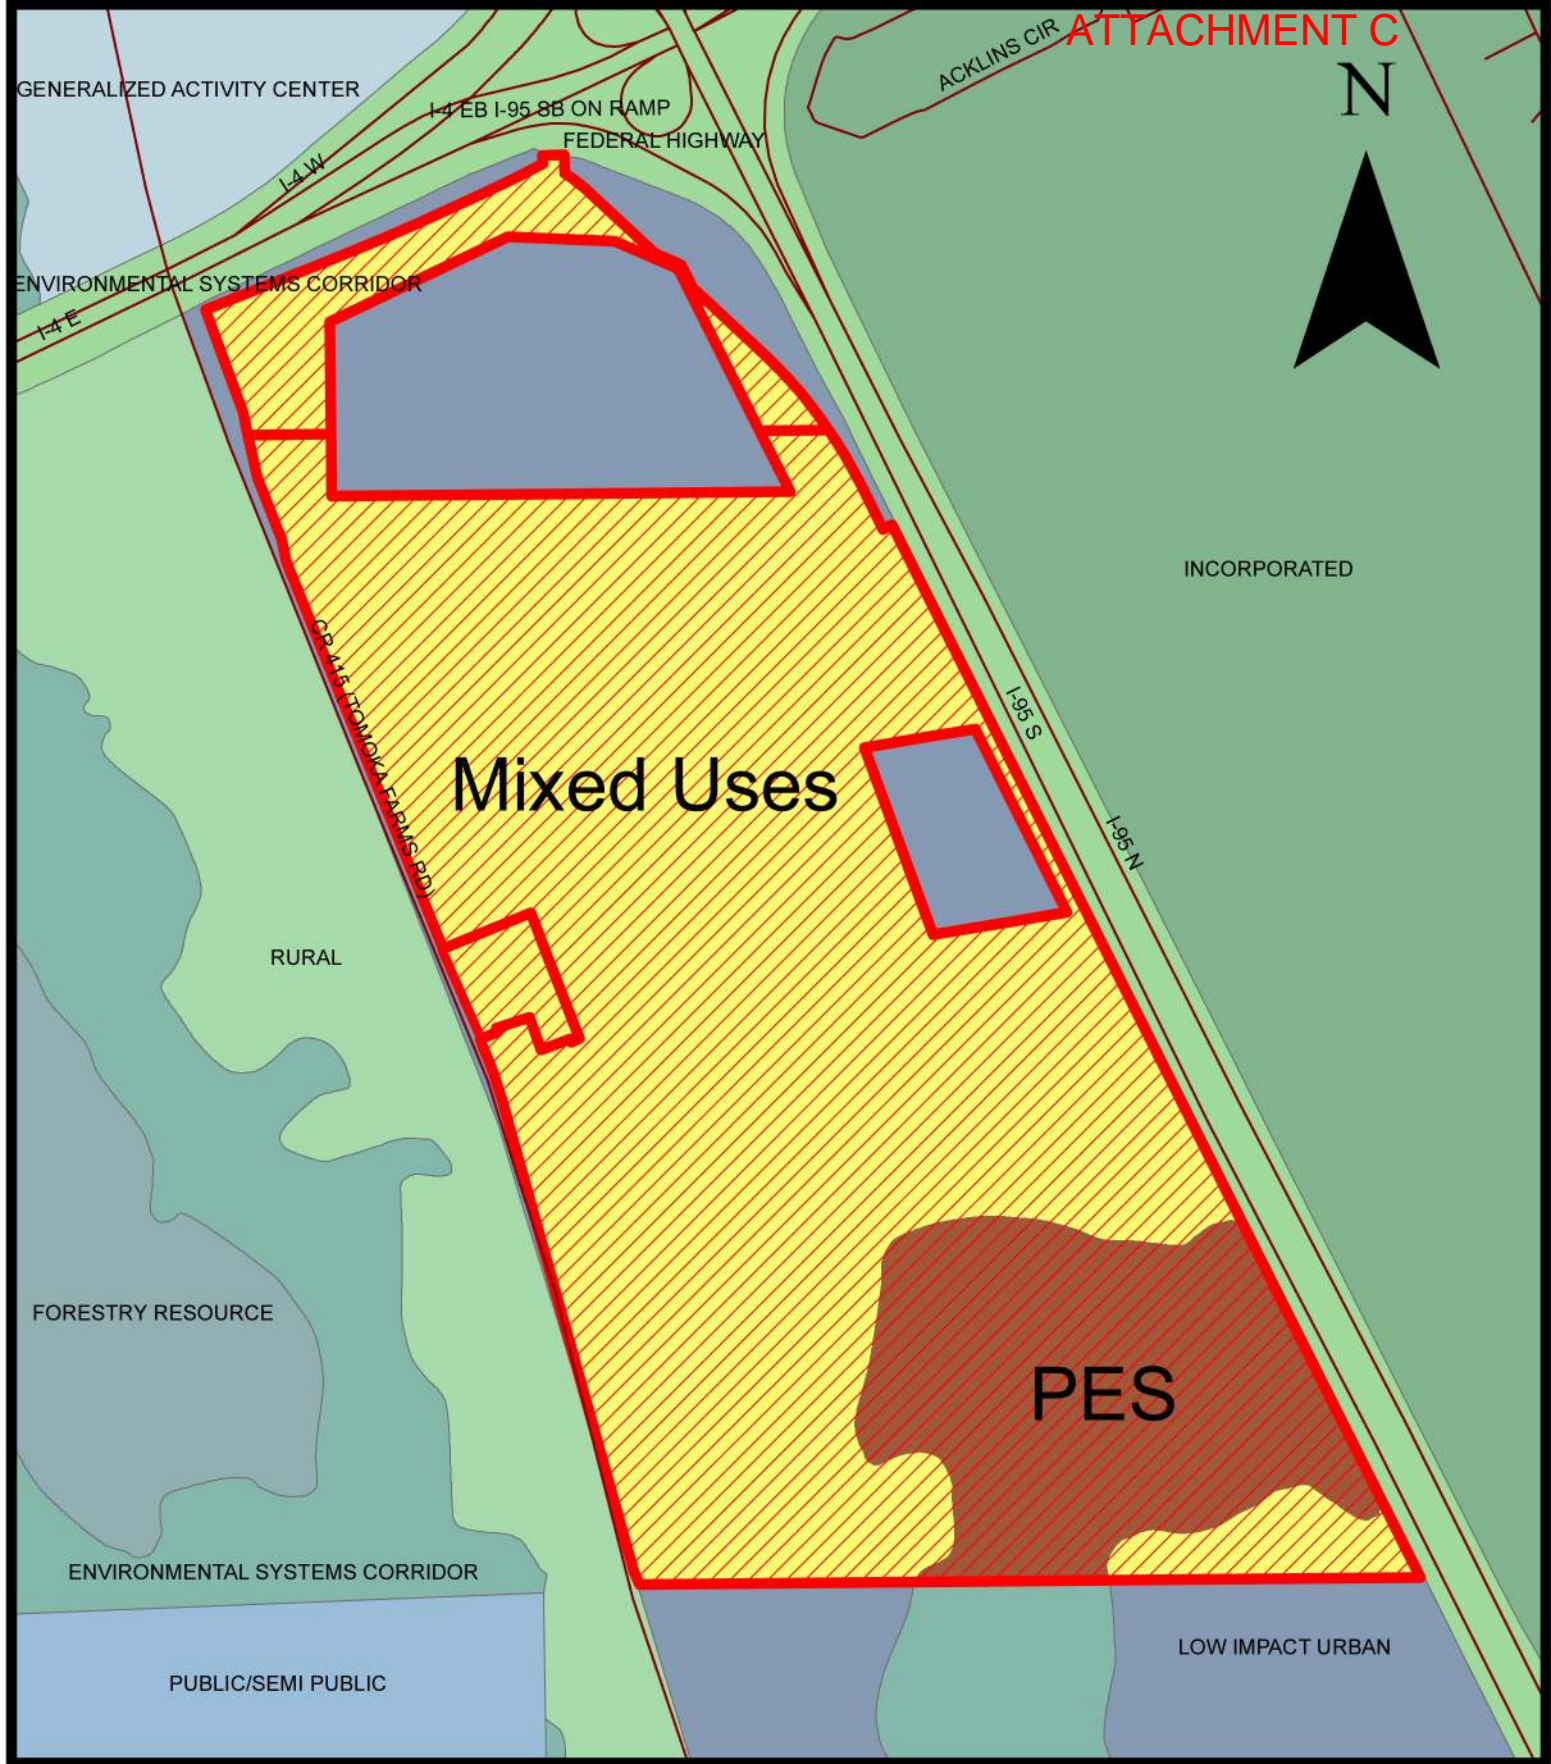 ATTACHMENT C
ACKLINS CIR
N
GENERALIZED ACTIVITY CENTER
I-4 EB I-95 SB ON RAMP
FEDERAL HIGHWAY
I-4 W
ENVIRONMENTAL SYSTEMS CORRIDOR
I-4 E
INCORPORATED
CR 415 (TOMOKA FARMS RD)
I-95 S
Mixed Uses
I-95 N
RURAL
FORESTRY RESOURCE
PES
ENVIRONMENTAL SYSTEMS CORRIDOR
LOW IMPACT URBAN
PUBLIC/SEMI PUBLIC